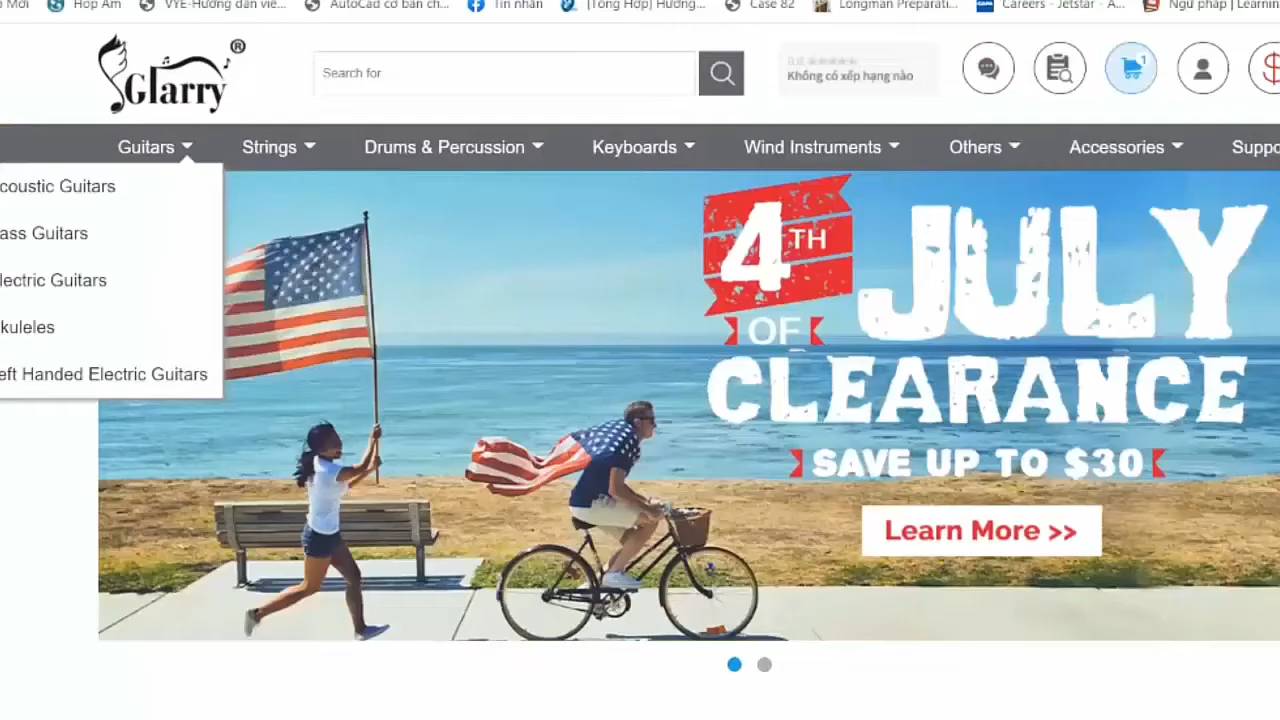 Mới
Hợp Âm
VYE-Hướng dẫn viê...
AutoCad cơ bản ch...
Tin nhắn
[Tổng Hợp] Hướng...
Case 82
Longman Preparati...
Careers - Jetstar - A...
Ngữ pháp | Learnin
Glarry®
Search for
Không có xếp hạng nào
1
Guitars
Strings
Drums & Percussion
Keyboards
Wind Instruments
Others
Accessories
Suppo
coustic Guitars
ass Guitars
lectric Guitars
kuleles
eft Handed Electric Guitars
4TH
JULY
OF
CLEARANCE
SAVE UP TO $30
Learn More >>